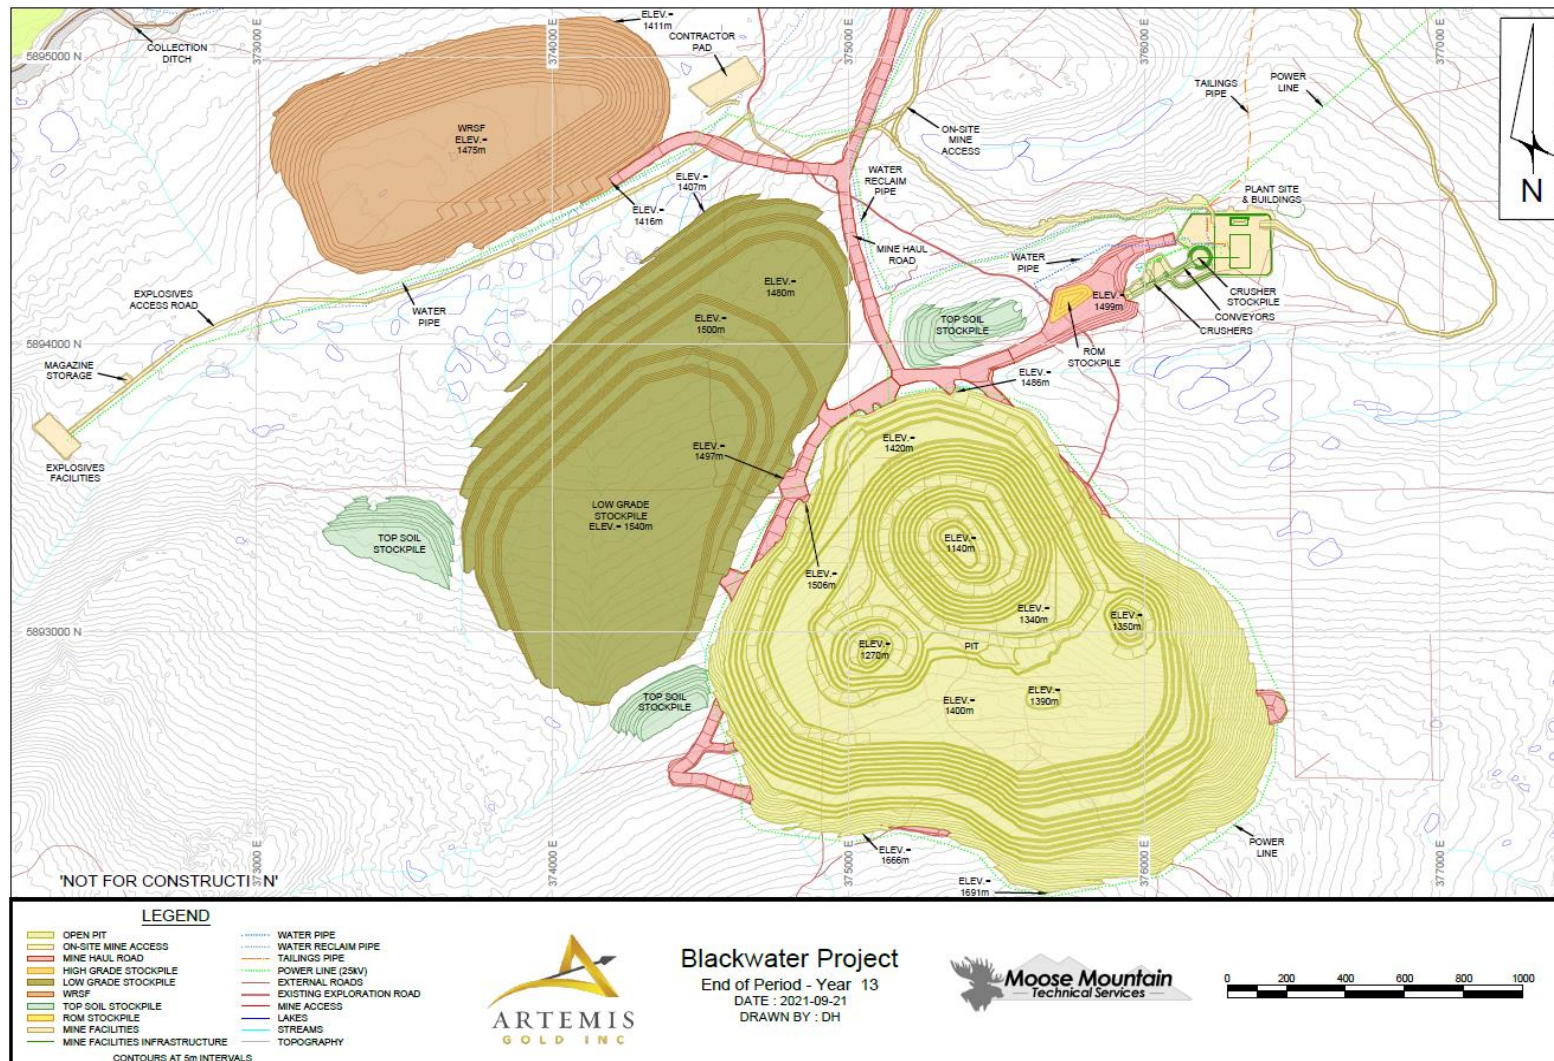 ELEV.=
1411m
COLLECTION
DITCH
CONTRACTOR
PAD
373000 E
374000 E
375000 E
376000 E
377000 E
5895000 N
TAILINGS
PIPE
POWER
LINE
WRSF
ELEV.=
1475m
ON-SITE
MINE
ACCESS
N
ELEV.=
1407m
WATER
RECLAIM
PIPE
PLANT SITE
& BUILDINGS
ELEV.=
1416m
MINE HAUL
ROAD
WATER
PIPE
EXPLOSIVES
ACCESS ROAD
WATER
PIPE
ELEV.=
1480m
ELEV.=
1500m
ELEV.=
1499m
CRUSHER
STOCKPILE
CONVEYORS
CRUSHERS
TOP SOIL
STOCKPILE
5894000 N
ROM
STOCKPILE
MAGAZINE
STORAGE
ELEV.=
1486m
ELEV.=
1497m
ELEV.=
1420m
EXPLOSIVES
FACILITIES
LOW GRADE
STOCKPILE
ELEV.= 1540m
TOP SOIL
STOCKPILE
ELEV.=
1140m
ELEV.=
1506m
ELEV.=
1340m
ELEV.=
1350m
5893000 N
ELEV.=
1270m
PIT
TOP SOIL
STOCKPILE
ELEV.=
1400m
ELEV.=
1390m
ELEV.=
1666m
POWER
LINE
ELEV.=
1691m
373000 E
374000 E
375000 E
376000 E
377000 E
'NOT FOR CONSTRUCTI N'
LEGEND
OPEN PIT
ON-SITE MINE ACCESS
MINE HAUL ROAD
HIGH GRADE STOCKPILE
LOW GRADE STOCKPILE
WRSF
TOP SOIL STOCKPILE
ROM STOCKPILE
MINE FACILITIES
MINE FACILITIES INFRASTRUCTURE
WATER PIPE
WATER RECLAIM PIPE
TAILINGS PIPE
POWER LINE (25kV)
EXTERNAL ROADS
EXISTING EXPLORATION ROAD
MINE ACCESS
LAKES
STREAMS
TOPOGRAPHY
CONTOURS AT 5m INTERVALS
ARTEMIS
GOLD INC
Blackwater Project
End of Period - Year 13
DATE : 2021-09-21
DRAWN BY : DH
Moose Mountain
Technical Services
0 200 400 600 800 1000